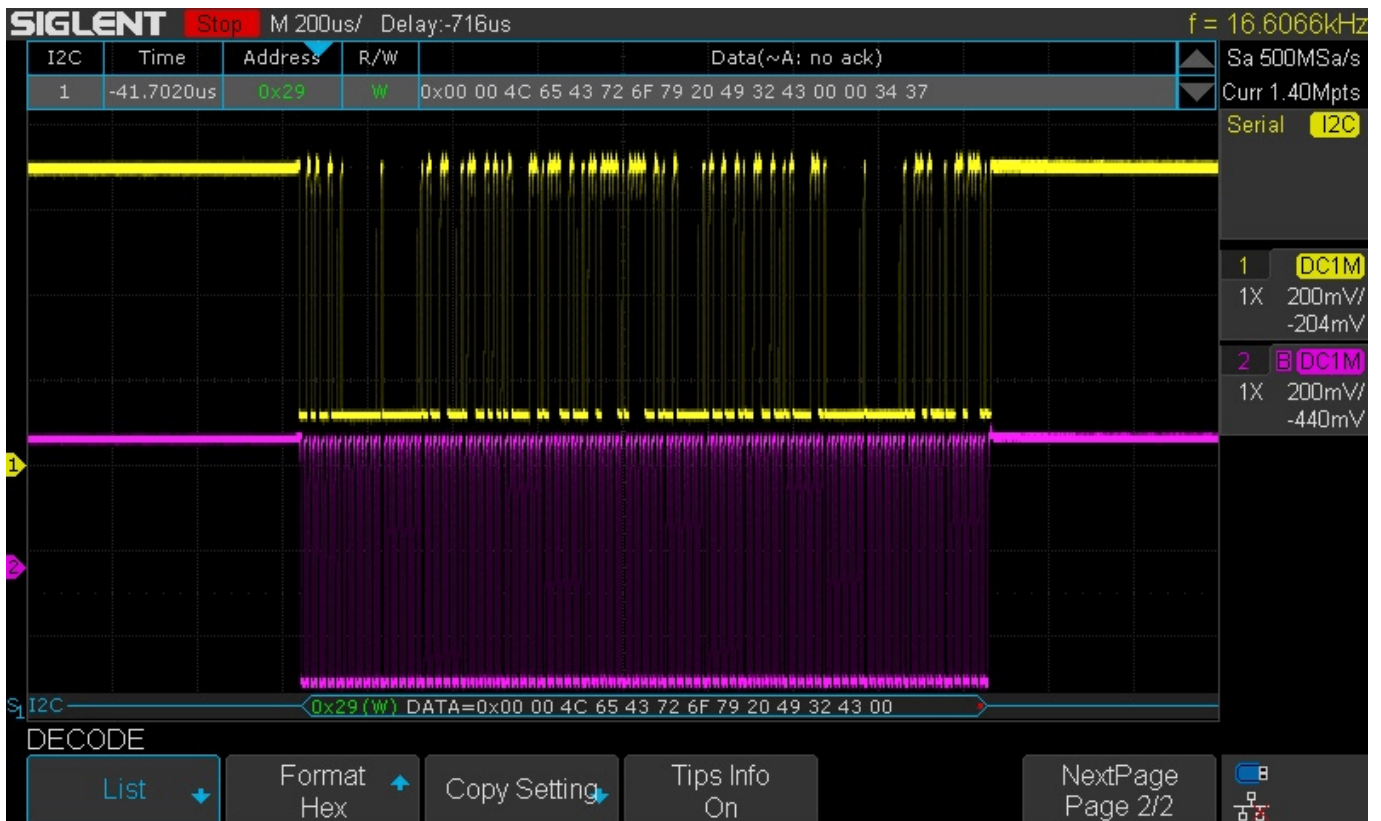 SIGLENT Stop M 200us/ Delay:-716us f = 16.6066kHz
I2C Time Address R/W Data(~A: no ack) Sa 500MSa/s
1 -41.7020us 0x29 W 0x00 00 4C 65 43 72 6F 79 20 49 32 43 00 00 34 37 Curr 1.40Mpts
Serial I2C
1 DC1M
1X 200mV/
-204mV
2 B DC1M
1X 200mV/
-440mV
1
2
S1 I2C 0x29(W) DATA=0x00 00 4C 65 43 72 6F 79 20 49 32 43 00
DECODE
List Format Hex Copy Setting Tips Info On NextPage Page 2/2